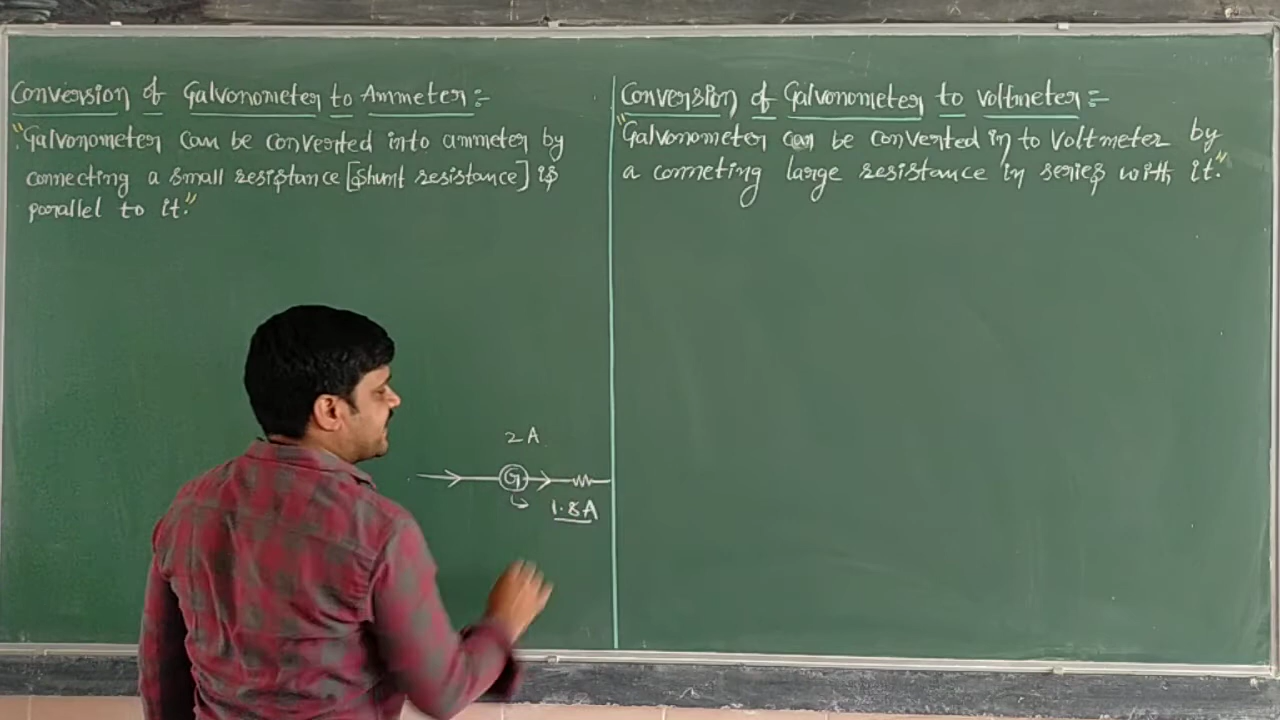 Conversion of Galvonometer to Ammeter:-
"Galvonometer can be converted into ammeter by
connecting a small resistance [shunt resistance] is
parallel to it."
2 A
G
1.8A
Conversion of Galvonometer to Voltmeter:-
"Galvonometer can be converted in to Voltmeter by
a conneting large resistance in series with it."